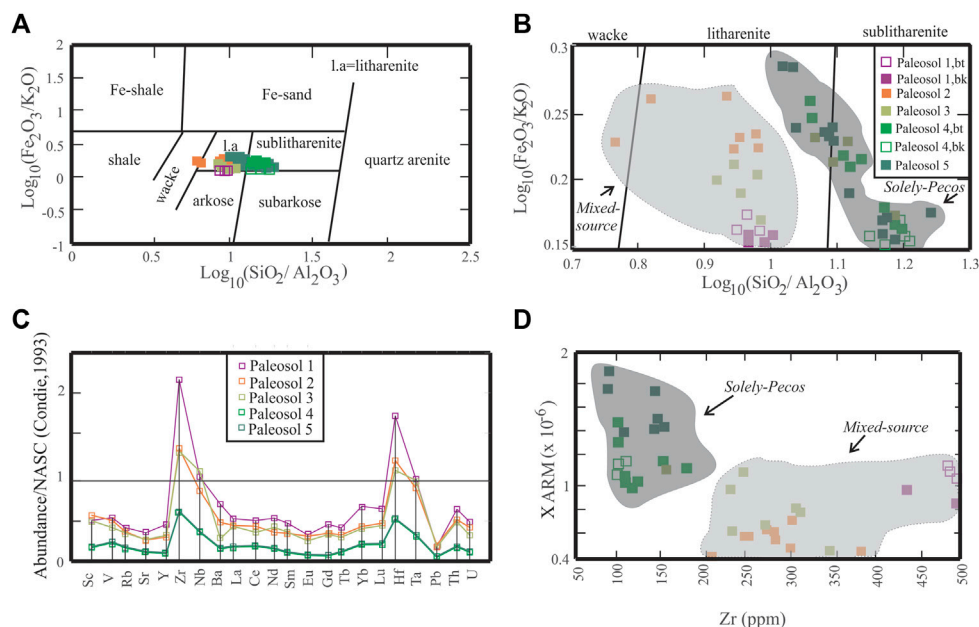 A
2
1.5
1
0.5
0
-0.5
-1
Log10(Fe2O3/K2O)
Fe-shale
Fe-sand
l.a=litharenite
shale
wacke
l.a
sublitharenite
quartz arenite
arkose
subarkose
0
0.5
1.0
1.5
2.0
2.5
Log10(SiO2/ Al2O3)
B
wacke
litharenite
sublitharenite
0.3
0.25
0.2
0.15
Log10(Fe2O3/K2O)
Paleosol 1,bt
Paleosol 1,bk
Paleosol 2
Paleosol 3
Paleosol 4,bt
Paleosol 4,bk
Paleosol 5
Mixed-
source
Solely-Pecos
0.7
0.8
0.9
1.0
1.1
1.2
1.3
Log10(SiO2/ Al2O3)
C
Abundance/NASC (Condie,1993)
2
1
0
Paleosol 1
Paleosol 2
Paleosol 3
Paleosol 4
Paleosol 5
Sc
V
Rb
Sr
Y
Zr
Nb
Ba
La
Ce
Nd
Sm
Eu
Gd
Tb
Yb
Lu
Hf
Ta
Pb
Th
U
D
2
1
0.4
X ARM (x 10-6)
Solely-Pecos
Mixed-source
50
100
150
200
250
300
350
400
450
500
Zr (ppm)